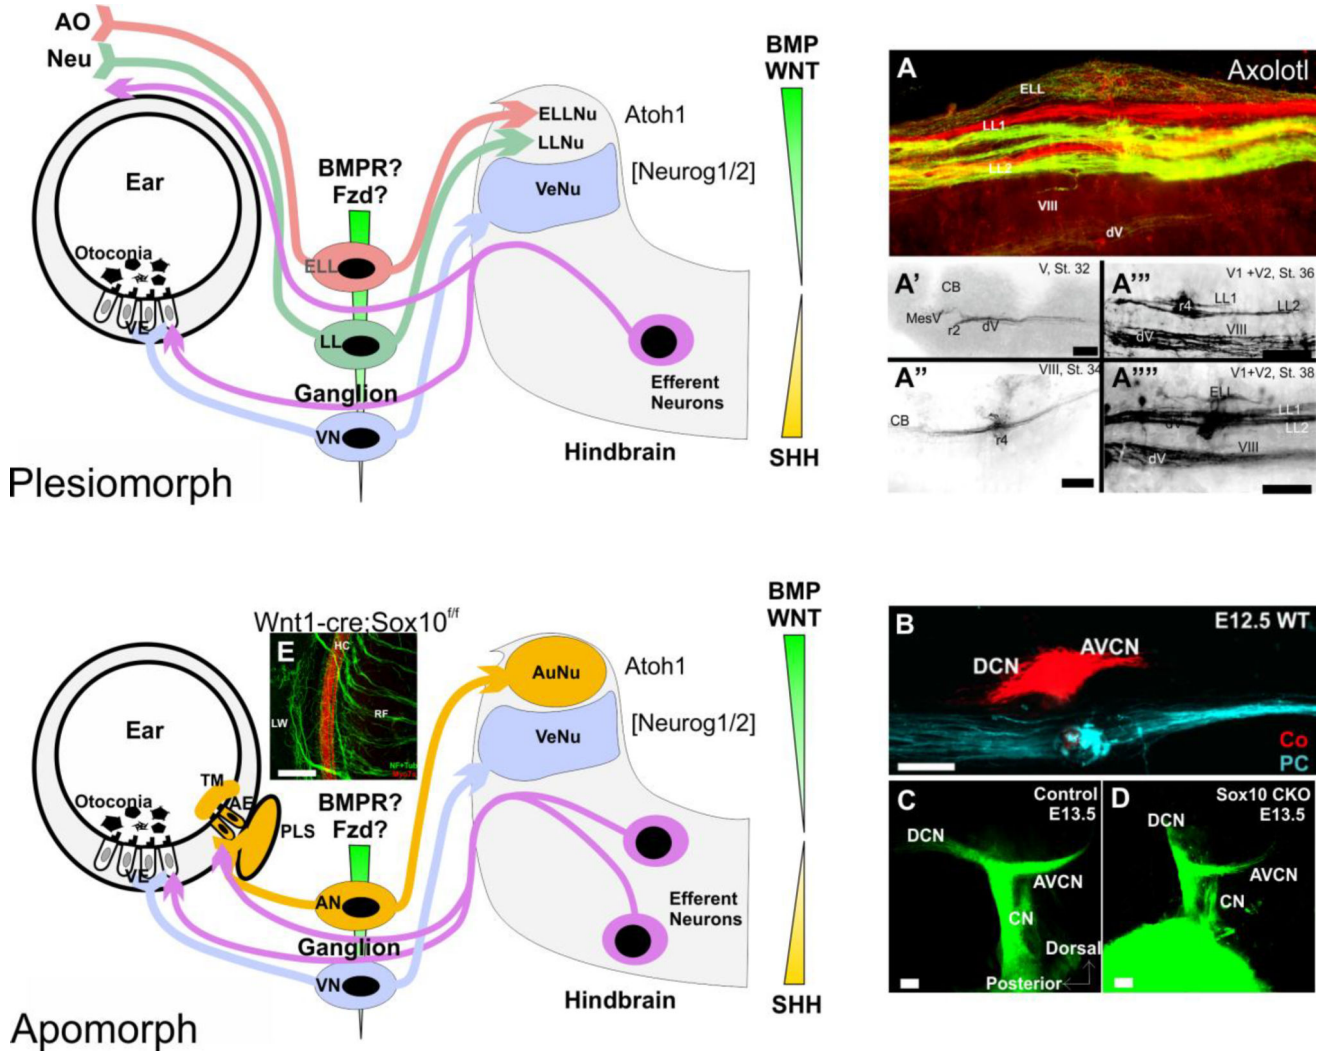 AO
Neu
Ear
Otoconia
VE
BMPR?
Fzd?
ELL
LL
Ganglion
VN
ELLNu
LLNu
VeNu
Atoh1
[Neurog1/2]
Efferent
Neurons
Hindbrain
BMP
WNT
SHH
Plesiomorph
A
Axolotl
ELL
LL1
LL2
VIII
dV
A'
V, St. 32
CB
MesV
r2
dV
A'''
V1 +V2, St. 36
r4
LL1
LL2
VIII
dV
A''
VIII, St. 34
CB
r4
A''''
V1+V2, St. 38
ELL
LL1
LL2
dV
VIII
dV
Wnt1-cre;Sox10f/f
E
HC
LW
RF
NF+Tub
Ear
TM
Otoconia
AE
PLS
VE
BMPR?
Fzd?
AN
Ganglion
VN
AuNu
VeNu
Atoh1
[Neurog1/2]
Efferent
Neurons
Hindbrain
BMP
WNT
SHH
Apomorph
B
E12.5 WT
AVCN
DCN
Co
PC
C
Control
E13.5
DCN
AVCN
CN
Dorsal
Posterior
D
Sox10 CKO
E13.5
DCN
AVCN
CN